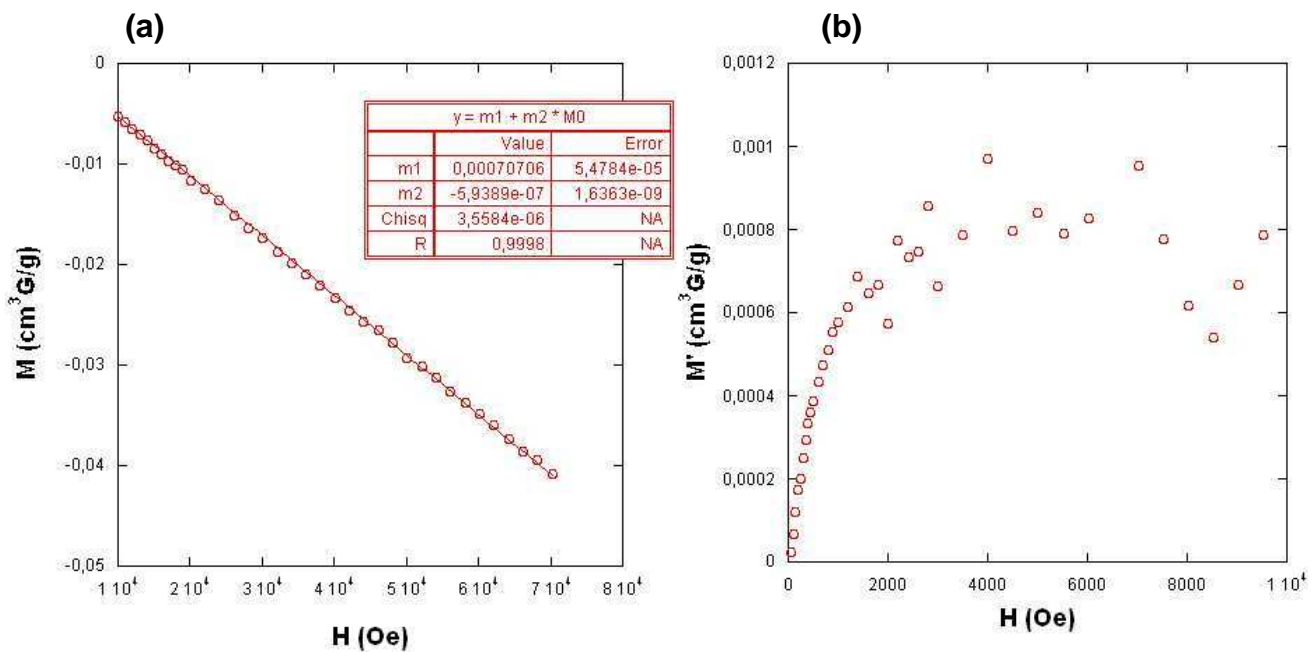 (a)
(b)
0
-0,01
-0,02
-0,03
-0,04
-0,05
M (cm³G/g)
y = m1 + m2 * M0
Value Error
m1 0,00070706 5,4784e-05
m2 -5,9389e-07 1,6363e-09
Chisq 3,5584e-06 NA
R 0,9998 NA
1 10⁴ 2 10⁴ 3 10⁴ 4 10⁴ 5 10⁴ 6 10⁴ 7 10⁴ 8 10⁴
H (Oe)
0,0012
0,001
0,0008
0,0006
0,0004
0,0002
0
M' (cm³G/g)
0 2000 4000 6000 8000 1 10⁴
H (Oe)